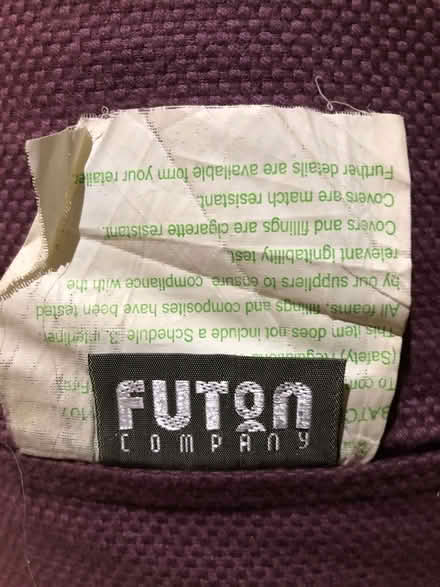 To
(Safety)
This item does not include a Schedule 3 interliner
All foams, fillings and composites have been tested
by our suppliers to ensure compliance with the
relevant ignitability test.
Covers and fillings are cigarette resistant.
Covers are match resistant.
Further details are available form your retailer.
FUTON
COMPANY